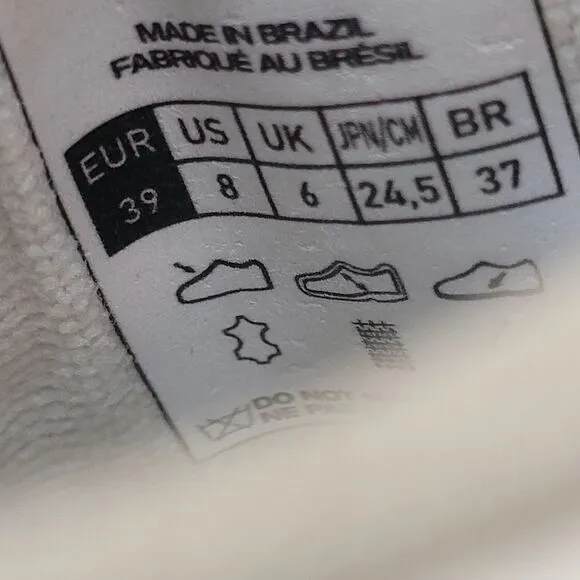 MADE IN BRAZIL
FABRIQUÉ AU BRÉSIL
EUR US UK JPN/CM BR
39 8 6 24,5 37
DO NOT
NE